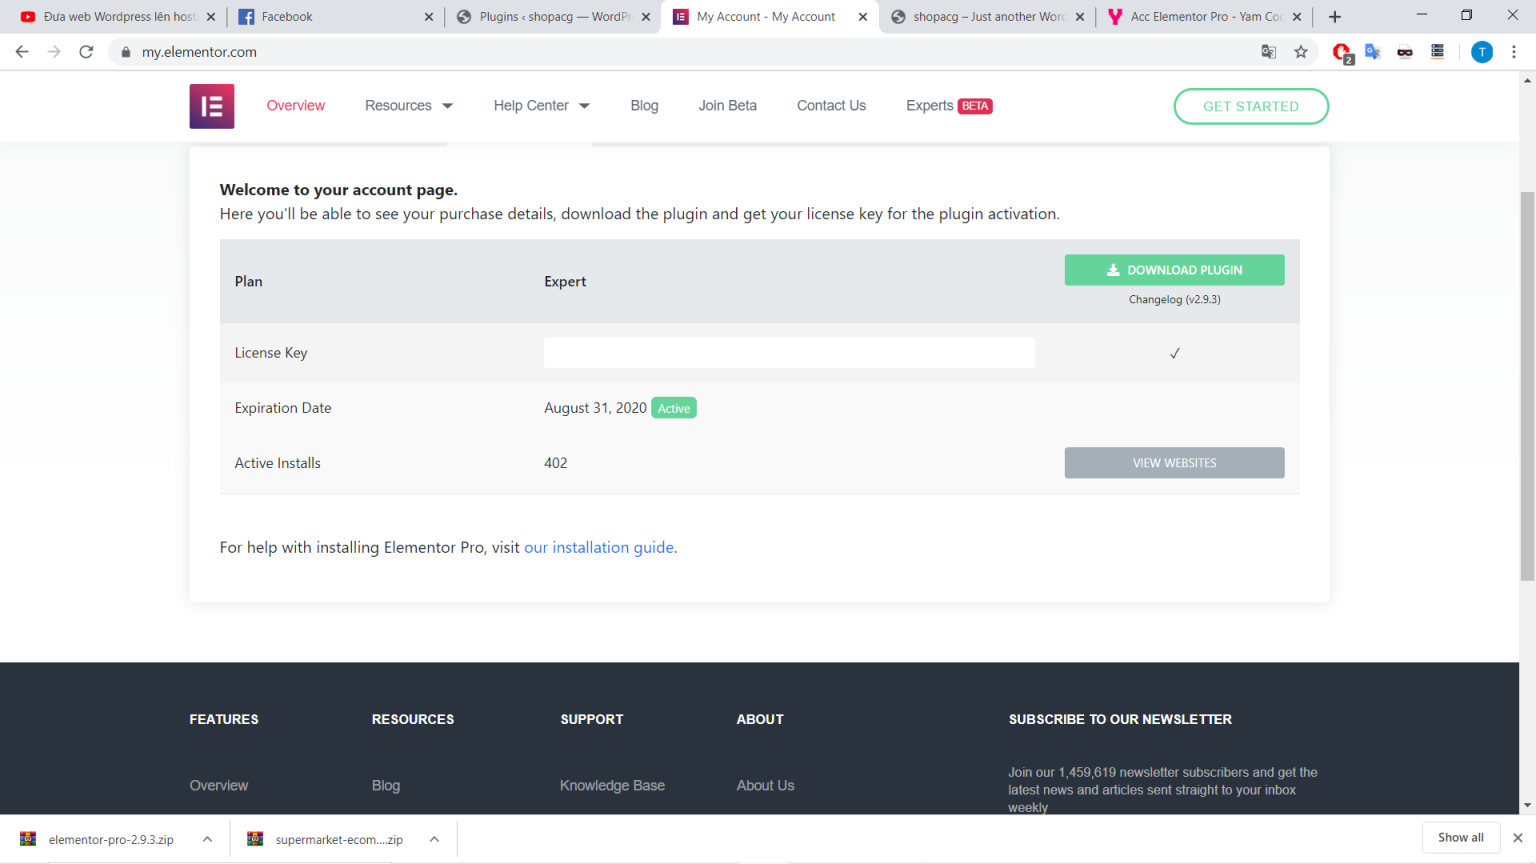 Đưa web Wordpress lên host
Facebook
Plugins ‹ shopacg — WordPr
My Account - My Account
shopacg – Just another Word
Acc Elementor Pro - Yam Coc
my.elementor.com
2
T
Overview
Resources
Help Center
Blog
Join Beta
Contact Us
Experts BETA
GET STARTED
Welcome to your account page.
Here you'll be able to see your purchase details, download the plugin and get your license key for the plugin activation.
Plan
Expert
DOWNLOAD PLUGIN
Changelog (v2.9.3)
License Key
✓
Expiration Date
August 31, 2020 Active
Active Installs
402
VIEW WEBSITES
For help with installing Elementor Pro, visit our installation guide.
FEATURES
RESOURCES
SUPPORT
ABOUT
SUBSCRIBE TO OUR NEWSLETTER
Overview
Blog
Knowledge Base
About Us
Join our 1,459,619 newsletter subscribers and get the
latest news and articles sent straight to your inbox
weekly
elementor-pro-2.9.3.zip
supermarket-ecom....zip
Show all